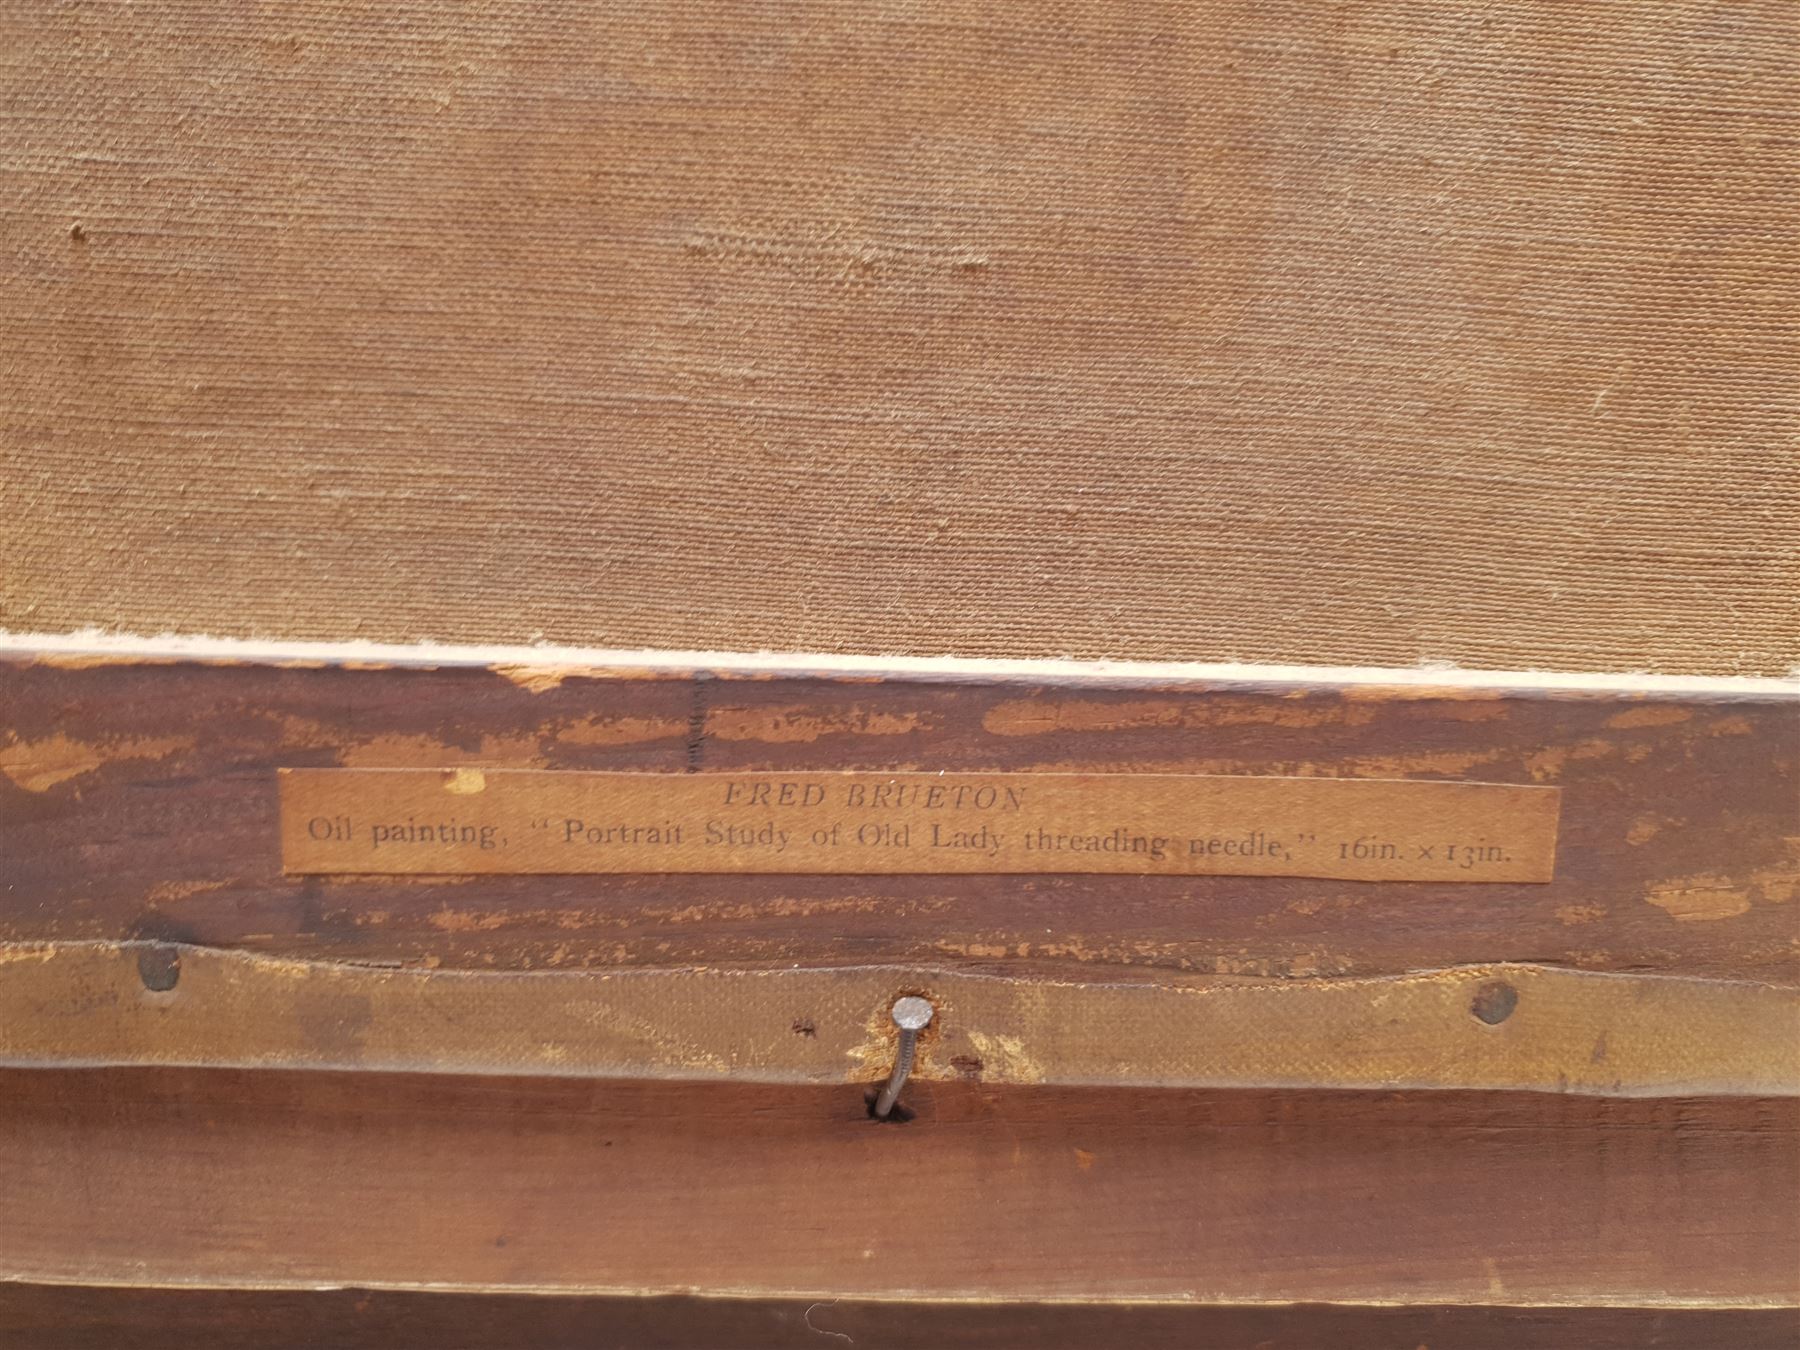 FRED BRUETON
Oil painting, “Portrait Study of Old Lady threading needle,” 16in. × 13in.